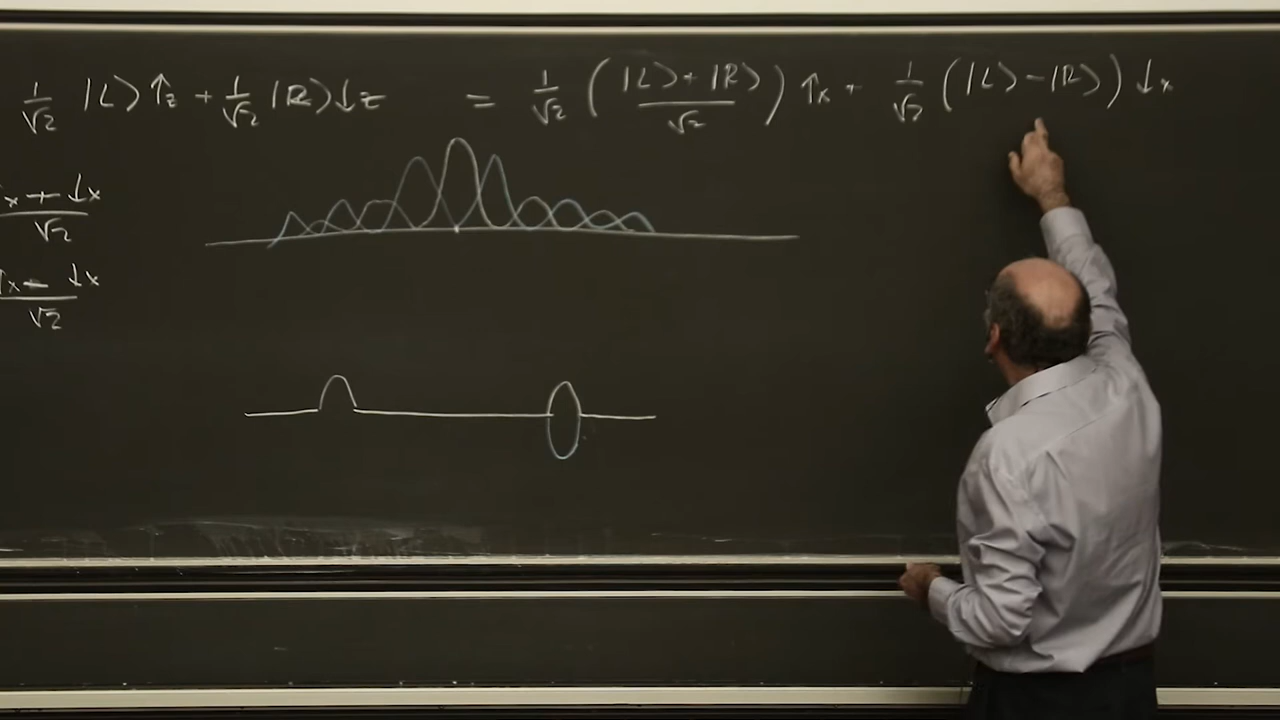 1/√2 |L⟩ ↑z + 1/√2 |R⟩ ↓z = 1/√2 ( |L⟩ + |R⟩ / √2 ) ↑x - 1/√2 ( |L⟩ - |R⟩ ) ↓x
x + ↓x / √2
↑x - ↓x / √2